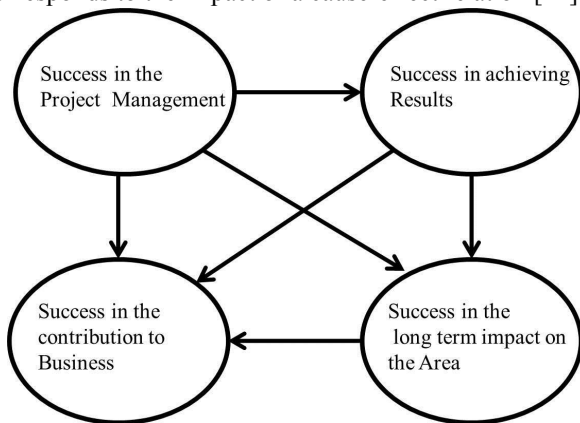 Success in the
Project Management
Success in achieving
Results
Success in the
contribution to
Business
Success in the
long term impact on
the Area